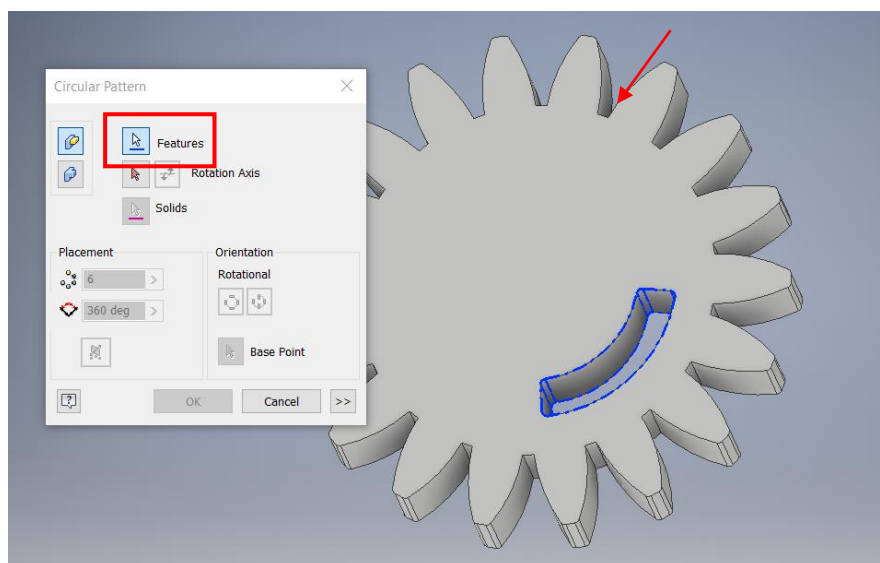 Circular Pattern
Features
Rotation Axis
Solids
Placement
6
>
360 deg
>
Orientation
Rotational
Base Point
?
OK
Cancel
>>